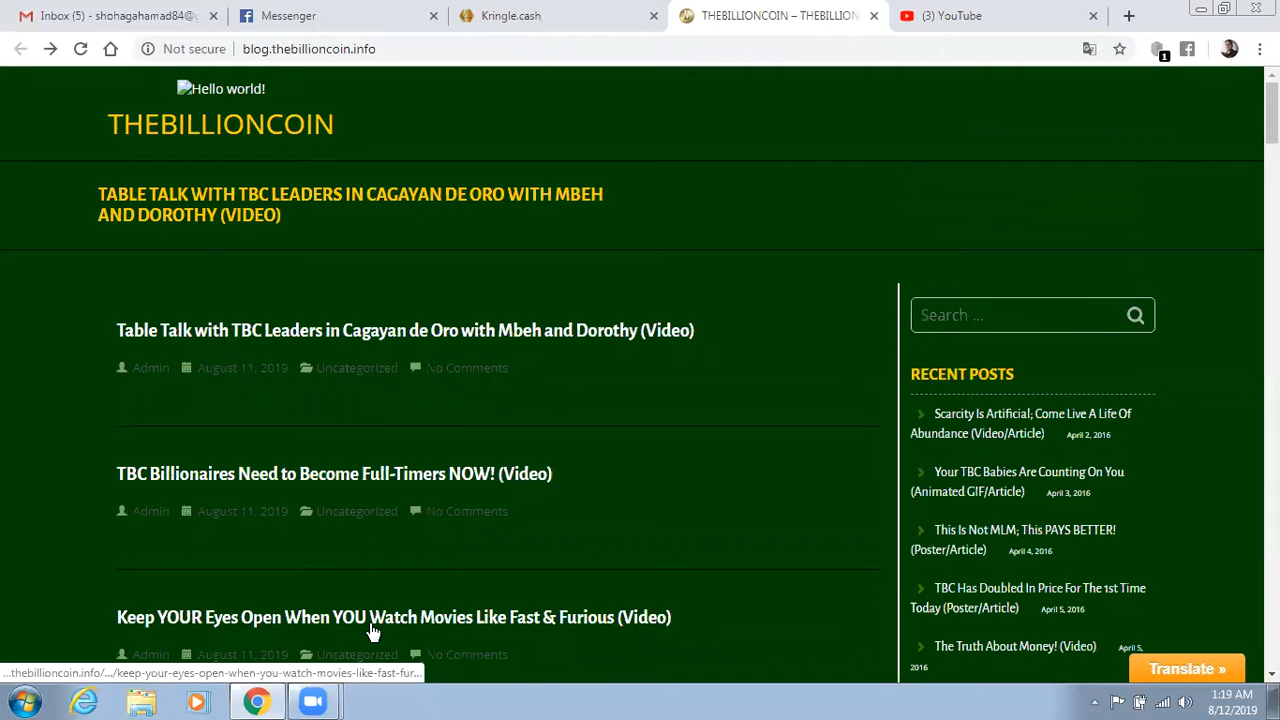 Inbox (5) - shohagahamad84@g
Messenger
Kringle.cash
THEBILLIONCOIN – THEBILLION
(3) YouTube
Not secure
blog.thebillioncoin.info
1
Hello world!
THEBILLIONCOIN
TABLE TALK WITH TBC LEADERS IN CAGAYAN DE ORO WITH MBEH
AND DOROTHY (VIDEO)
Table Talk with TBC Leaders in Cagayan de Oro with Mbeh and Dorothy (Video)
Admin August 11, 2019 Uncategorized No Comments
TBC Billionaires Need to Become Full-Timers NOW! (Video)
Admin August 11, 2019 Uncategorized No Comments
Keep YOUR Eyes Open When YOU Watch Movies Like Fast & Furious (Video)
Admin August 11, 2019 Uncategorized No Comments
Search ...
RECENT POSTS
Scarcity Is Artificial; Come Live A Life Of
Abundance (Video/Article) April 2, 2016
Your TBC Babies Are Counting On You
(Animated GIF/Article) April 3, 2016
This Is Not MLM; This PAYS BETTER!
(Poster/Article) April 4, 2016
TBC Has Doubled In Price For The 1st Time
Today (Poster/Article) April 5, 2016
The Truth About Money! (Video) April 5,
2016
Translate »
...thebillioncoin.info/.../keep-your-eyes-open-when-you-watch-movies-like-fast-fur...
1:19 AM
8/12/2019